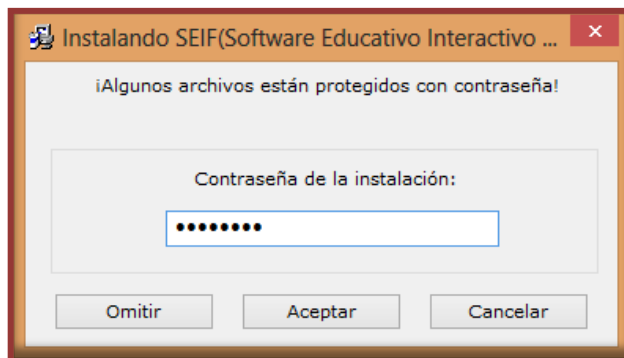 Instalando SEIF(Software Educativo Interactivo ...
¡Algunos archivos están protegidos con contraseña!
Contraseña de la instalación:
••••••••
Omitir Aceptar Cancelar